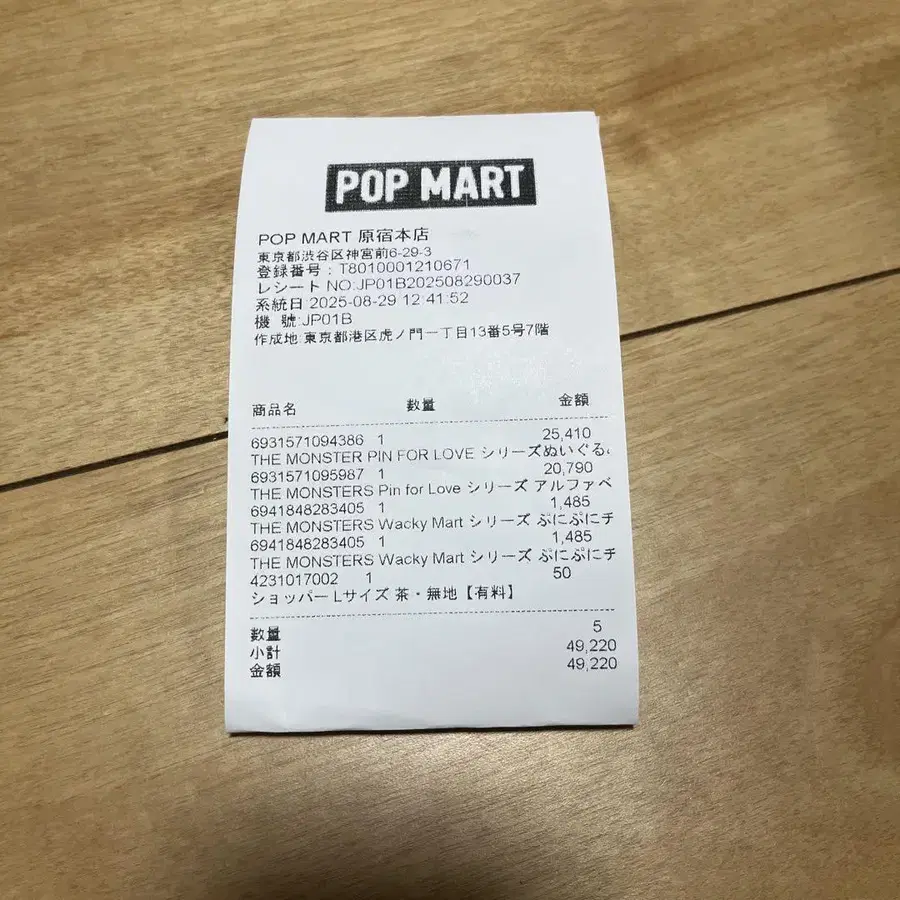 POP MART
POP MART 原宿本店
東京都渋谷区神宮前6-29-3
登録番号：T8010001210671
レシート NO:JP01B202508290037
系統日 2025-08-29 12:41:52
機 號:JP01B
作成地:東京都港区虎ノ門一丁目13番5号7階
商品名 数量 金額
6931571094386 1 25,410
THE MONSTER PIN FOR LOVE シリーズぬいぐる
6931571095987 1 20,790
THE MONSTERS Pin for Love シリーズ アルファベ
6941848283405 1 1,485
THE MONSTERS Wacky Mart シリーズ ぷにぷにチ
6941848283405 1 1,485
THE MONSTERS Wacky Mart シリーズ ぷにぷにチ
4231017002 1 50
ショッパー Lサイズ 茶・無地【有料】
数量 5
小計 49,220
金額 49,220